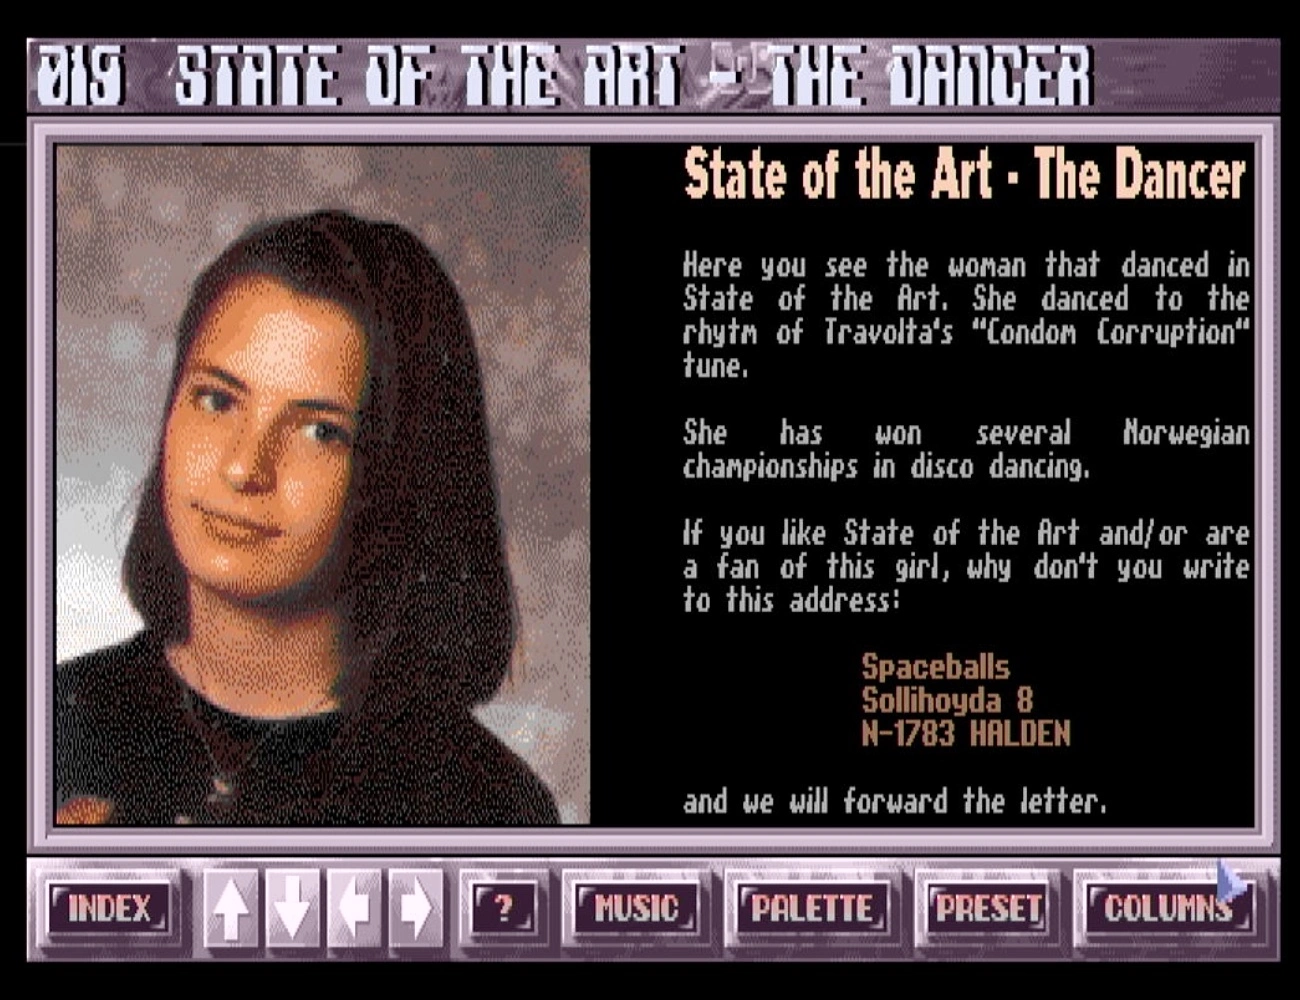 019 STATE OF THE ART - THE DANCER
State of the Art - The Dancer
Here you see the woman that danced in
State of the Art. She danced to the
rhytm of Travolta's "Condom Corruption"
tune.
She has won several Norwegian
championships in disco dancing.
If you like State of the Art and/or are
a fan of this girl, why don't you write
to this address:
Spaceballs
Sollihoyda 8
N-1783 HALDEN
and we will forward the letter.
INDEX ? MUSIC PALETTE PRESET COLUMNS